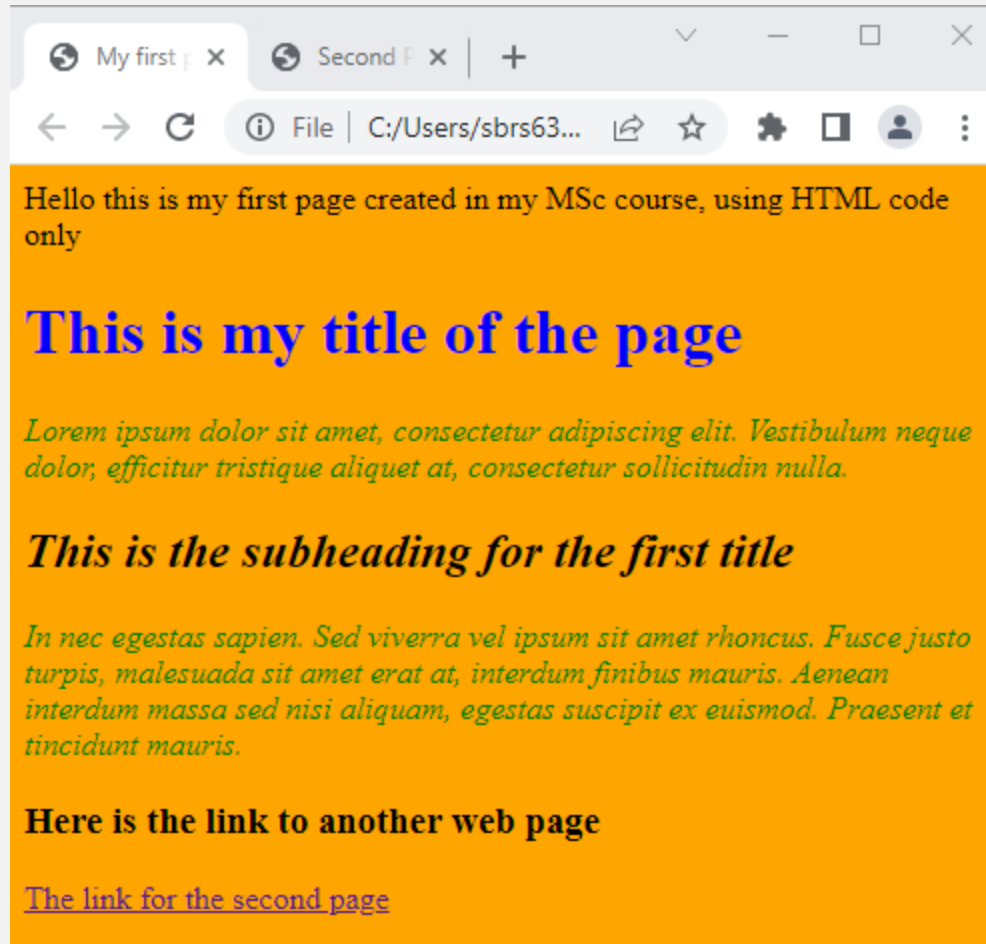 My first
Second
File
C:/Users/sbrs63...
Hello this is my first page created in my MSc course, using HTML code
only
This is my title of the page
Lorem ipsum dolor sit amet, consectetur adipiscing elit. Vestibulum neque
dolor, efficitur tristique aliquet at, consectetur sollicitudin nulla.
This is the subheading for the first title
In nec egestas sapien. Sed viverra vel ipsum sit amet rhoncus. Fusce justo
turpis, malesuada sit amet erat at, interdum finibus mauris. Aenean
interdum massa sed nisi aliquam, egestas suscipit ex euismod. Praesent et
tincidunt mauris.
Here is the link to another web page
The link for the second page